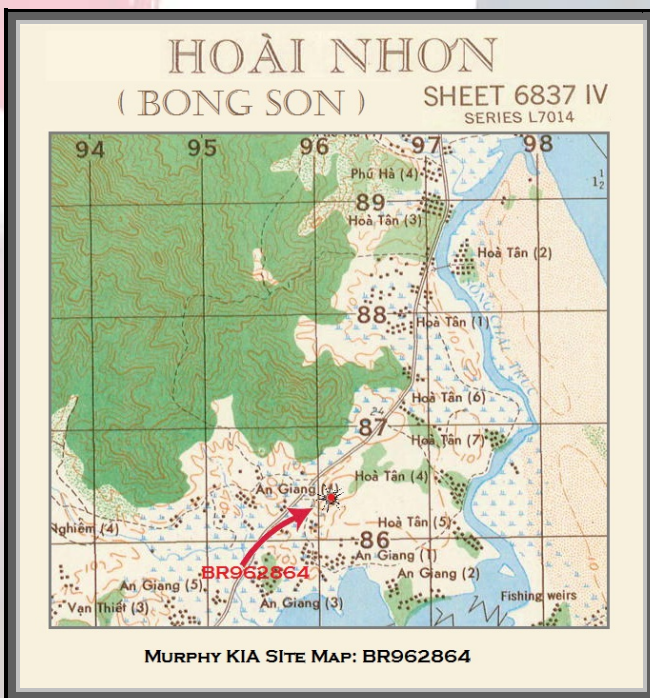 HOÀI NHƠN
( BONG SON ) SHEET 6837 IV
SERIES L7014
94 95 96 97 98
Phú Hà (4)
89
Hoà Tân (3)
Hoà Tân (2)
88
Hoà Tân (1)
Hoà Tân (6)
24
87
Hoà Tân (7)
Hoà Tân (4)
An Giang (4)
Hoà Tân (5)
Nghiêm (4)
86
An Giang (1)
BR962864
An Giang (2)
An Giang (5)
An Giang (3)
Vạn Thiết (3)
Fishing weirs
MURPHY KIA SITE MAP: BR962864